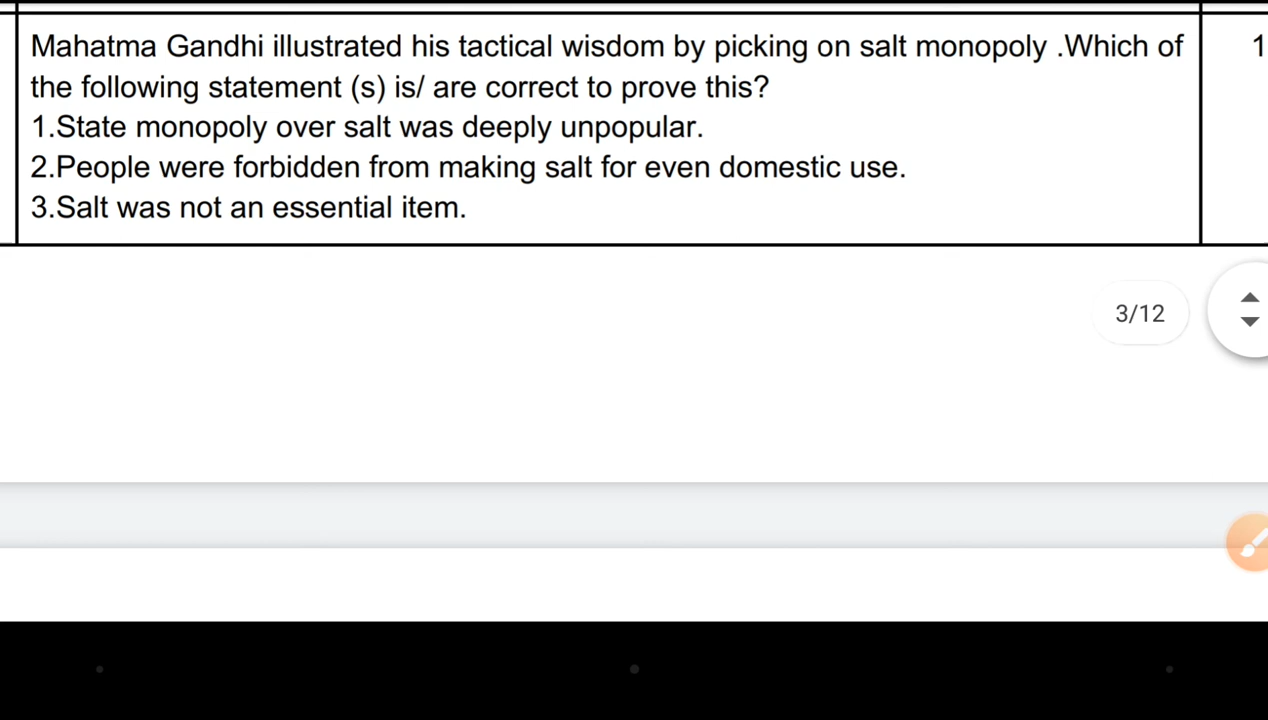 Mahatma Gandhi illustrated his tactical wisdom by picking on salt monopoly .Which of
1
the following statement (s) is/ are correct to prove this?
1.State monopoly over salt was deeply unpopular.
2.People were forbidden from making salt for even domestic use.
3.Salt was not an essential item.
3/12